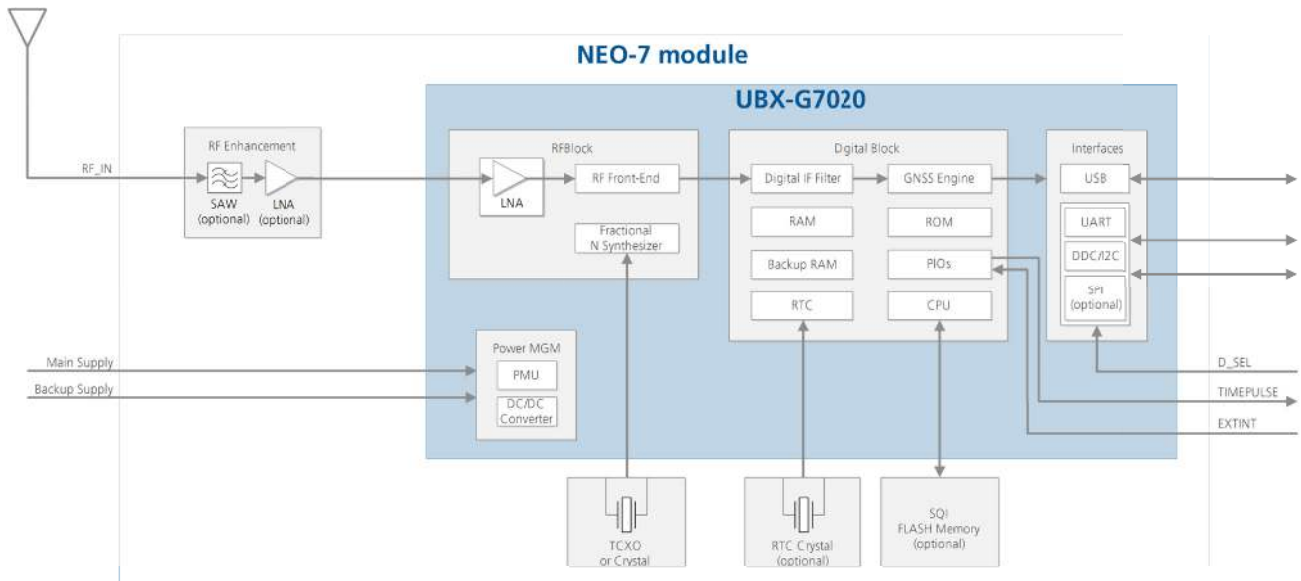 NEO-7 module
UBX-G7020
RF_IN
RF Enhancement
SAW
(optional)
LNA
(optional)
RFBlock
LNA
RF Front-End
Fractional
N Synthesizer
Digital Block
Digital IF Filter
GNSS Engine
RAM
ROM
Backup RAM
PIOs
RTC
CPU
Interfaces
USB
UART
DDC/I2C
SPI
(optional)
Main Supply
Backup Supply
Power MGM
PMU
DC/DC
Converter
D_SEL
TIMEPULSE
EXTINT
TCXO
or Crystal
RTC Crystal
(optional)
SQI
FLASH Memory
(optional)